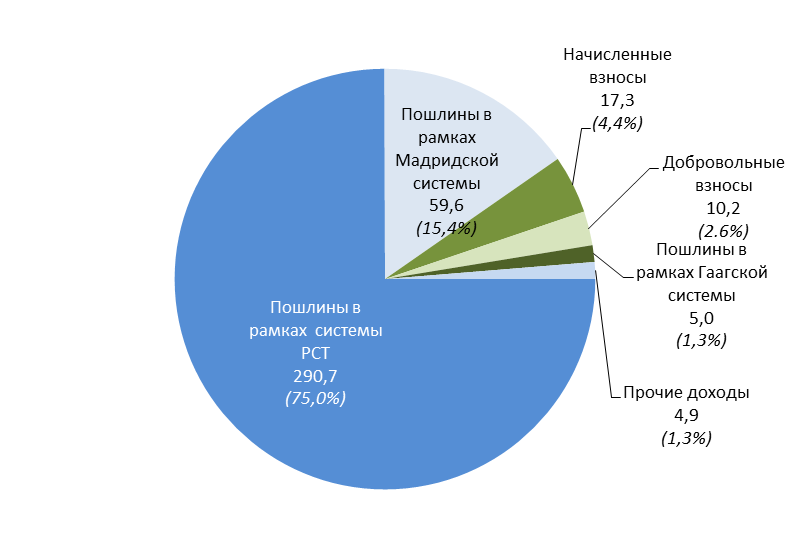 Начисленные
взносы
17,3
(4,4%)
Пошлины в
рамках
Мадридской
системы
59,6
(15,4%)
Добровольные
взносы
10,2
(2.6%)
Пошлины в
рамках Гаагской
системы
5,0
(1,3%)
Пошлины в
рамках системы
РСТ
290,7
(75,0%)
Прочие доходы
4,9
(1,3%)